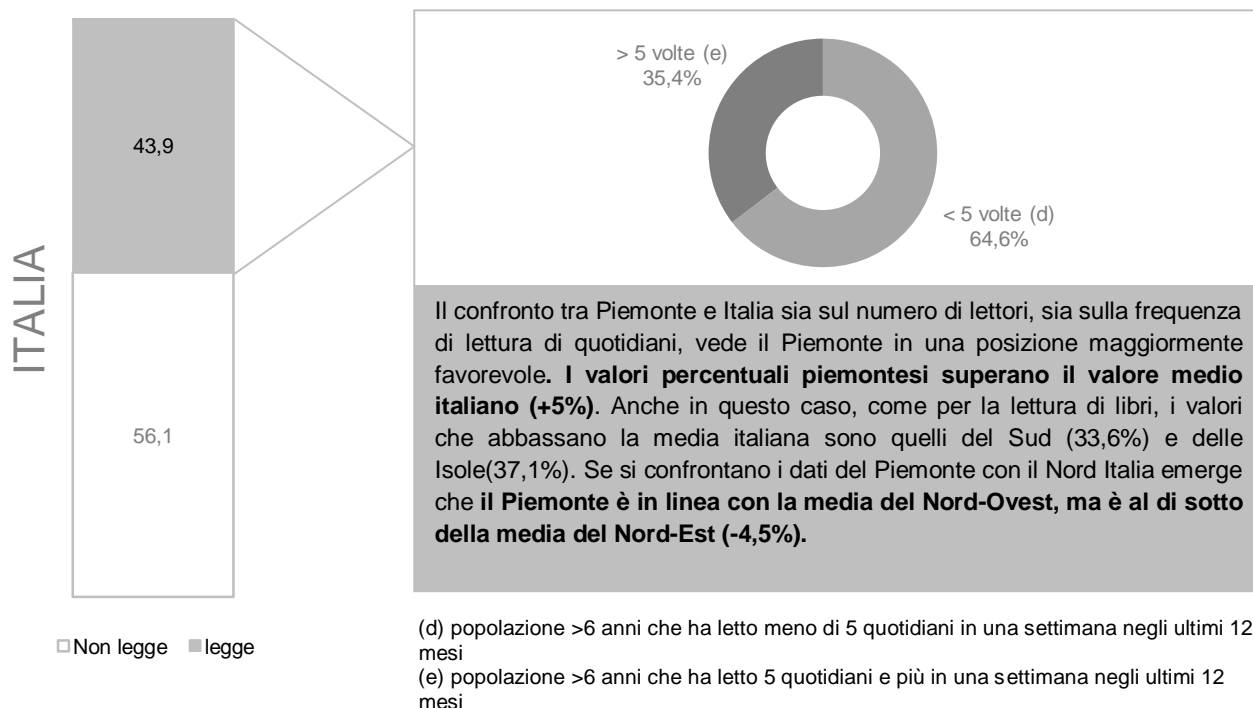 ITALIA
43,9
56,1
Non legge legge
> 5 volte (e)
35,4%
< 5 volte (d)
64,6%
Il confronto tra Piemonte e Italia sia sul numero di lettori, sia sulla frequenza
di lettura di quotidiani, vede il Piemonte in una posizione maggiormente
favorevole. I valori percentuali piemontesi superano il valore medio
italiano (+5%). Anche in questo caso, come per la lettura di libri, i valori
che abbassano la media italiana sono quelli del Sud (33,6%) e delle
Isole(37,1%). Se si confrontano i dati del Piemonte con il Nord Italia emerge
che il Piemonte è in linea con la media del Nord-Ovest, ma è al di sotto
della media del Nord-Est (-4,5%).
(d) popolazione >6 anni che ha letto meno di 5 quotidiani in una settimana negli ultimi 12
mesi
(e) popolazione >6 anni che ha letto 5 quotidiani e più in una settimana negli ultimi 12
mesi